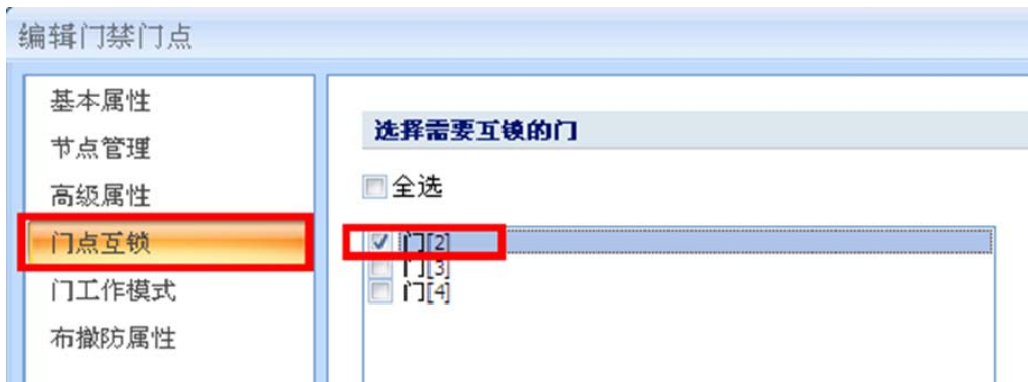 编辑门禁门点
基本属性
节点管理
高级属性
门点互锁
门工作模式
布撤防属性
选择需要互锁的门
全选
门[2]
门[3]
门[4]